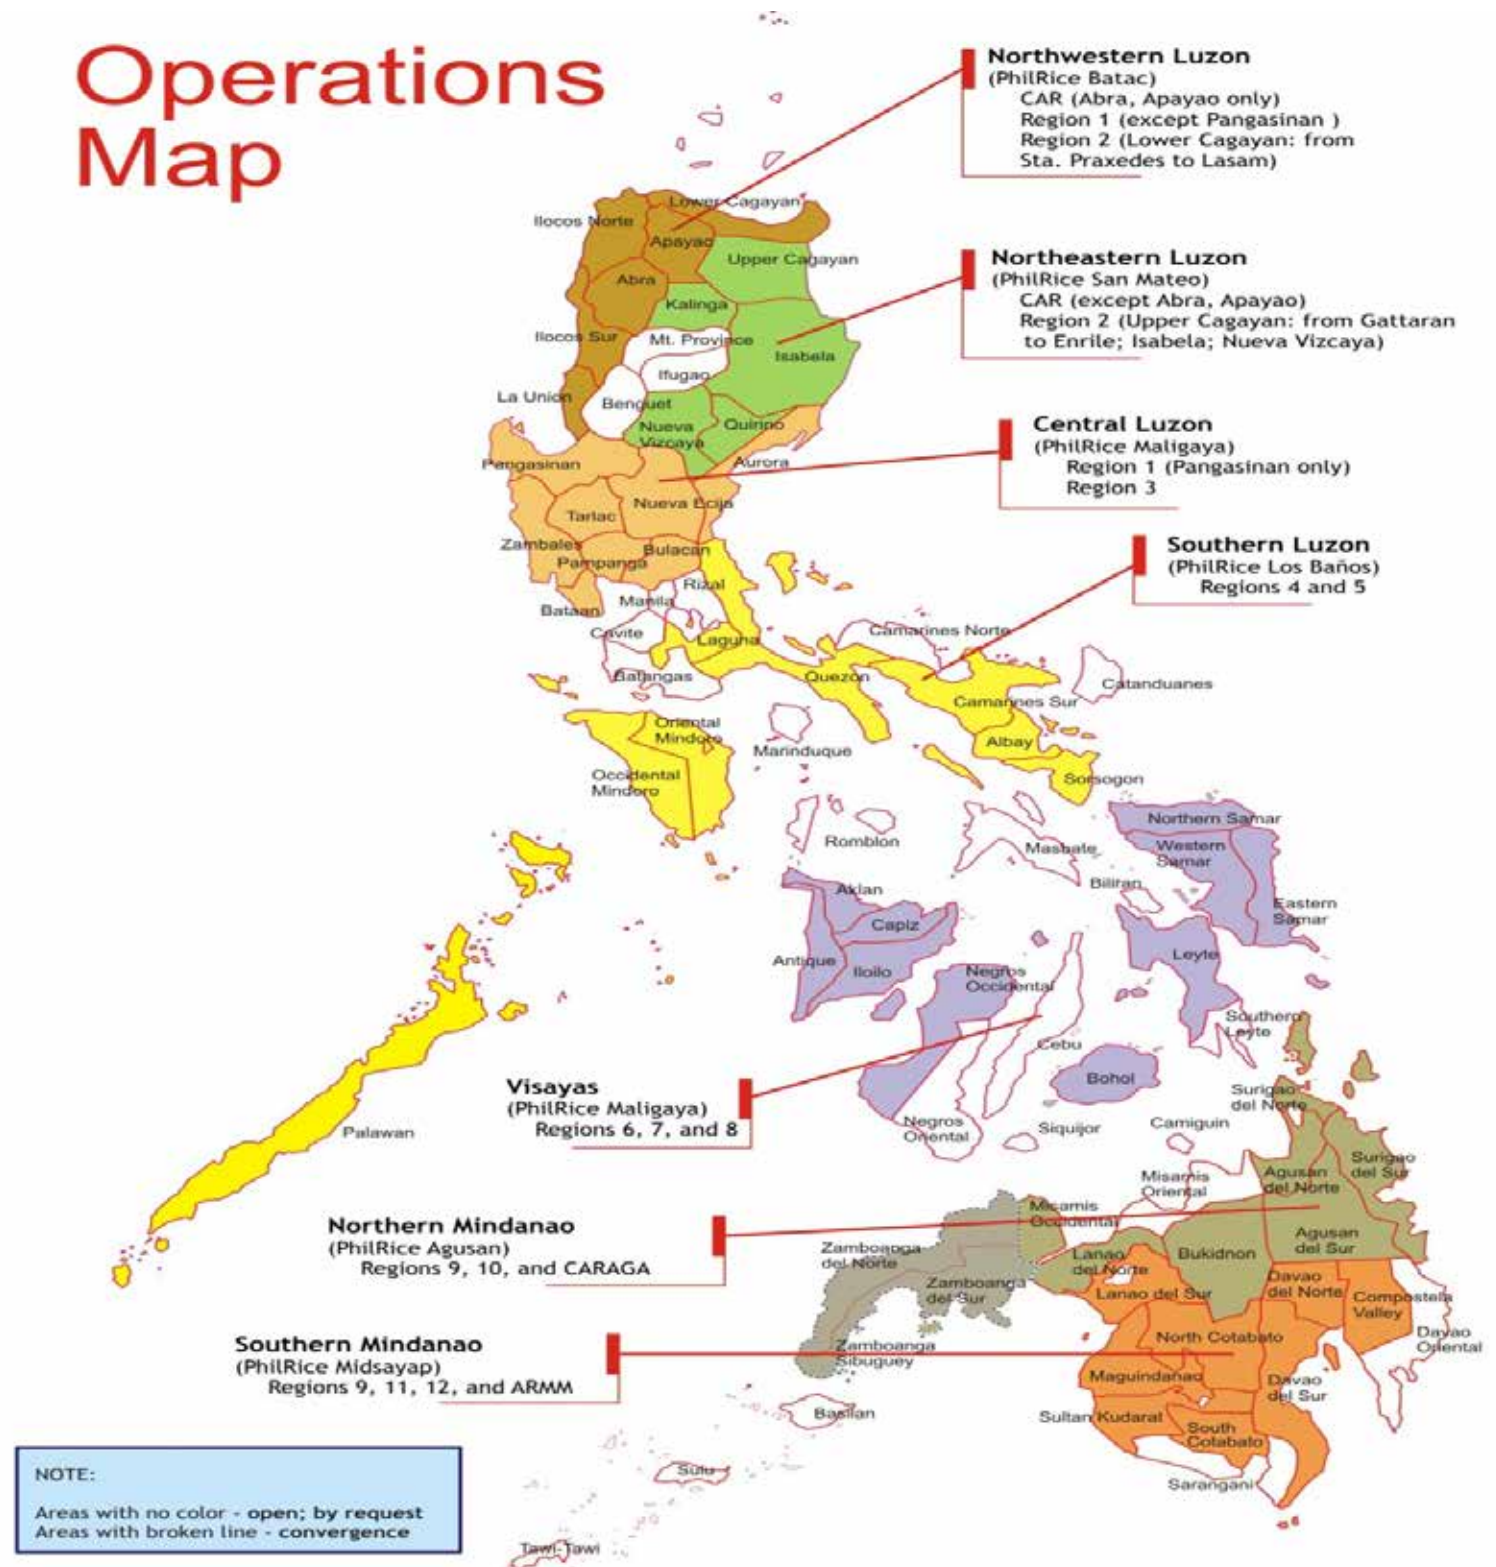 Operations
Map
Northwestern Luzon
(PhilRice Batac)
CAR (Abra, Apayao only)
Region 1 (except Pangasinan )
Region 2 (Lower Cagayan: from
Sta. Praxedes to Lasam)
Northeastern Luzon
(PhilRice San Mateo)
CAR (except Abra, Apayao)
Region 2 (Upper Cagayan: from Gattaran
to Enrile; Isabela; Nueva Vizcaya)
Central Luzon
(PhilRice Maligaya)
Region 1 (Pangasinan only)
Region 3
Southern Luzon
(PhilRice Los Baños)
Regions 4 and 5
Lower Cagayan
Ilocos Norte
Apayao
Upper Cagayan
Abra
Kalinga
Ilocos Sur
Mt. Province
Isabela
Ifugao
La Union
Benguet
Nueva
Vizcaya
Quirino
Pangasinan
Aurora
Nueva Ecija
Tarlac
Zambales
Bulacan
Pampanga
Rizal
Manila
Bataan
Cavite
Laguna
Camarines Norte
Batangas
Quezon
Catanduanes
Camarines Sur
Oriental
Mindoro
Marinduque
Albay
Occidental
Mindoro
Sorsogon
Northern Samar
Romblon
Masbate
Western
Samar
Biliran
Aklan
Eastern
Samar
Capiz
Antique
Iloilo
Leyte
Negros
Occidental
Southern
Leyte
Cebu
Bohol
Surigao
del Norte
Visayas
(PhilRice Maligaya)
Regions 6, 7, and 8
Palawan
Negros
Oriental
Siquijor
Camiguin
Surigao
del Sur
Agusan
del Norte
Misamis
Oriental
Misamis
Occidental
Northern Mindanao
(PhilRice Agusan)
Regions 9, 10, and CARAGA
Agusan
del Sur
Zamboanga
del Norte
Lanao
del Norte
Bukidnon
Zamboanga
del Sur
Davao
del Norte
Lanao del Sur
Compostela
Valley
Southern Mindanao
(PhilRice Midsayap)
Regions 9, 11, 12, and ARMM
North Cotabato
Davao
Oriental
Zamboanga
Sibuguey
Maguindanao
Davao
del Sur
Basilan
Sultan Kudarat
South
Cotabato
Sulu
Sarangani
Tawi-Tawi
NOTE:
Areas with no color - open; by request
Areas with broken line - convergence